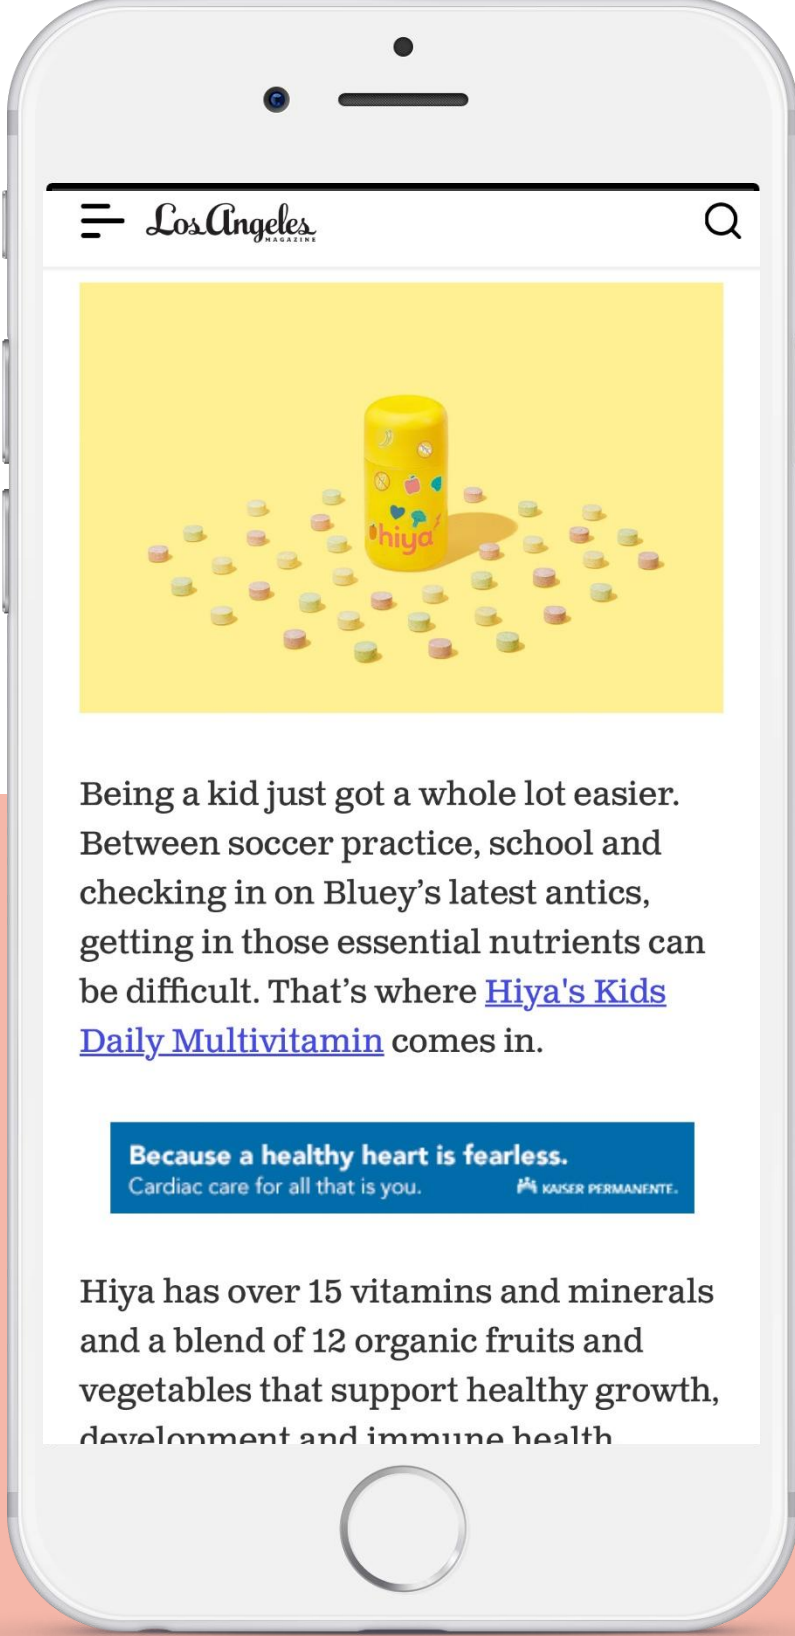 Los Angeles
MAGAZINE
hiya
Being a kid just got a whole lot easier.
Between soccer practice, school and
checking in on Bluey’s latest antics,
getting in those essential nutrients can
be difficult. That’s where Hiya's Kids
Daily Multivitamin comes in.
Because a healthy heart is fearless.
Cardiac care for all that is you.
KAISER PERMANENTE.
Hiya has over 15 vitamins and minerals
and a blend of 12 organic fruits and
vegetables that support healthy growth,
development and immune health